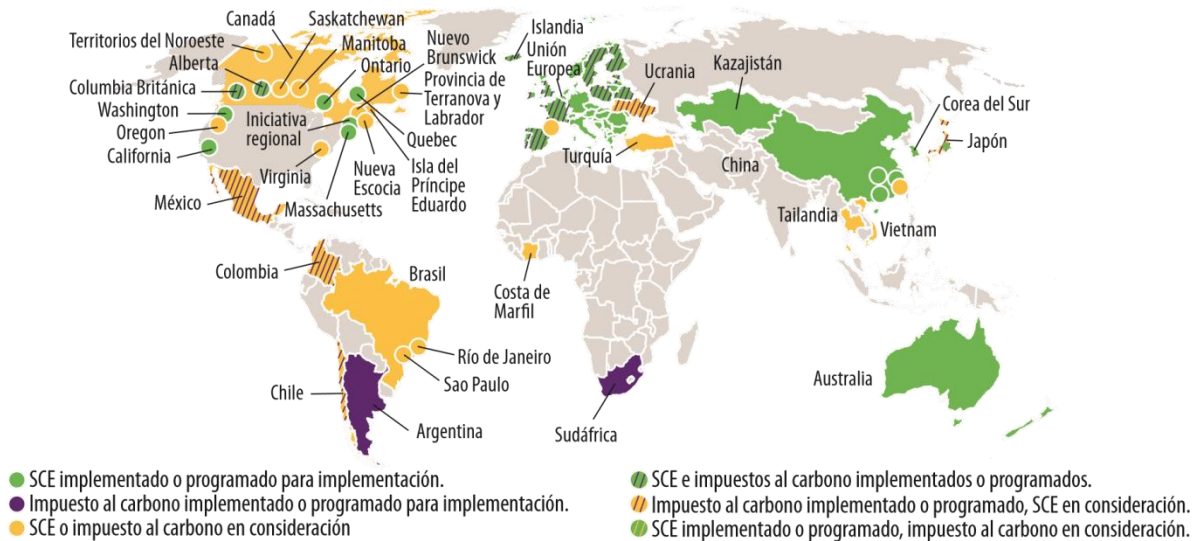 Canadá
Saskatchewan
Territorios del Noroeste
Manitoba
Alberta
Ontario
Columbia Británica
Washington
Oregon
California
Iniciativa
regional
Nuevo
Brunswick
Provincia de
Terranova y
Labrador
Quebec
Isla del
Príncipe
Eduardo
Nueva
Escocia
Virginia
Massachusetts
México
Colombia
Brasil
Río de Janeiro
Sao Paulo
Chile
Argentina
Islandia
Unión
Europea
Ucrania
Kazajistán
Corea del Sur
Japón
Turquía
China
Tailandia
Vietnam
Costa de
Marfil
Sudáfrica
Australia
SCE implementado o programado para implementación.
Impuesto al carbono implementado o programado para implementación.
SCE o impuesto al carbono en consideración
SCE e impuestos al carbono implementados o programados.
Impuesto al carbono implementado o programado, SCE en consideración.
SCE implementado o programado, impuesto al carbono en consideración.